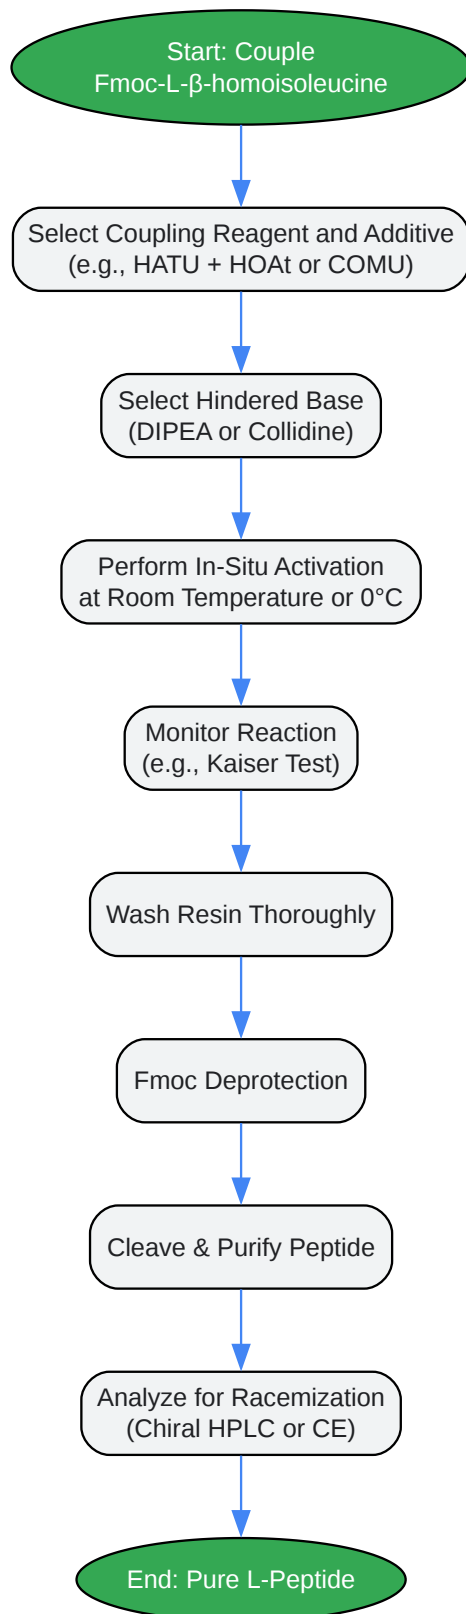 Start: Couple
Fmoc-L-β-homoisoleucine
Select Coupling Reagent and Additive
(e.g., HATU + HOAt or COMU)
Select Hindered Base
(DIPEA or Collidine)
Perform In-Situ Activation
at Room Temperature or 0°C
Monitor Reaction
(e.g., Kaiser Test)
Wash Resin Thoroughly
Fmoc Deprotection
Cleave & Purify Peptide
Analyze for Racemization
(Chiral HPLC or CE)
End: Pure L-Peptide